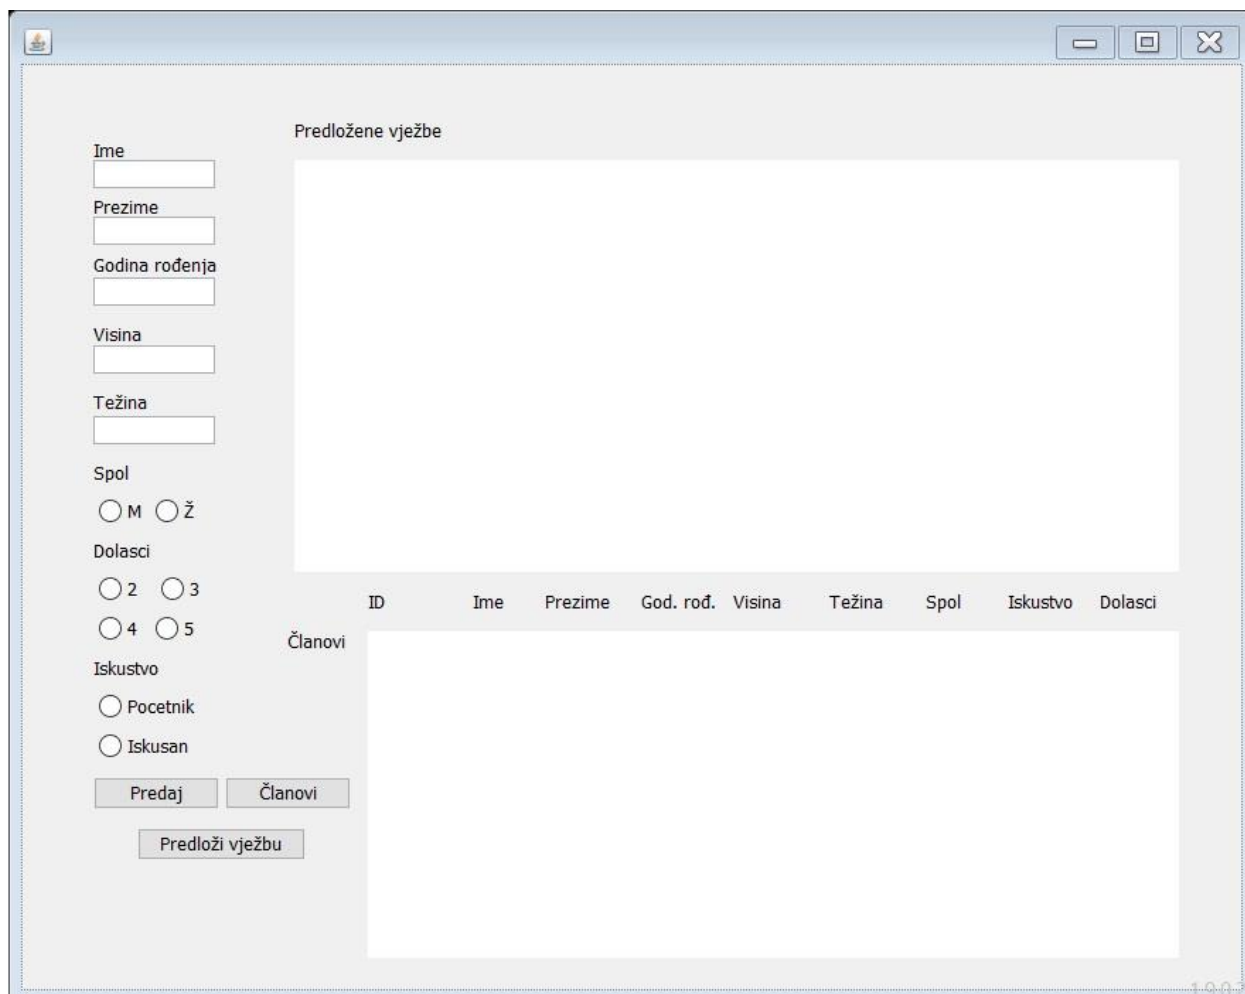 Predložene vježbe
Ime
Prezime
Godina rođenja
Visina
Težina
Spol
M Ž
Dolasci
2 3
4 5
Iskustvo
Pocetnik
Iskusan
Predaj Članovi
Predloži vježbu
ID Ime Prezime God. rođ. Visina Težina Spol Iskustvo Dolasci
Članovi